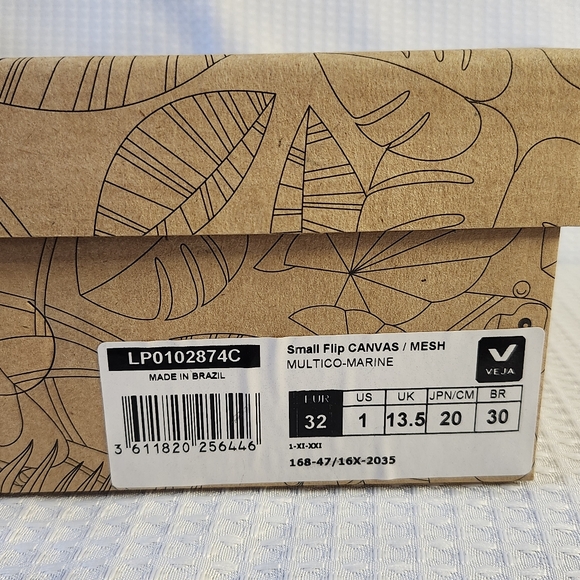 LP0102874C
MADE IN BRAZIL
3 611820 256446
Small Flip CANVAS / MESH
MULTICO-MARINE
V
VEJA
EUR US UK JPN/CM BR
32 1 13.5 20 30
1-XI-XXI
168-47/16X-2035